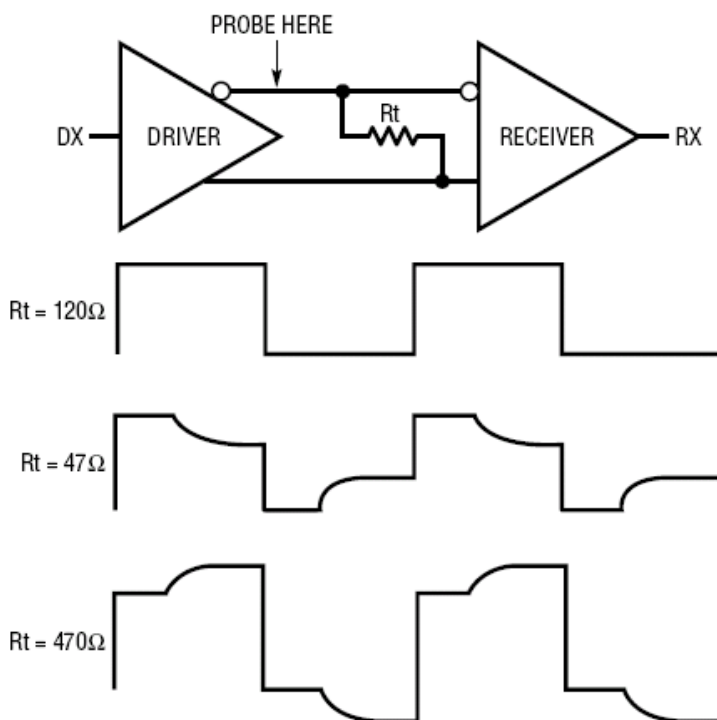 PROBE HERE
Rt
DX DRIVER RECEIVER RX
Rt = 120Ω
Rt = 47Ω
Rt = 470Ω